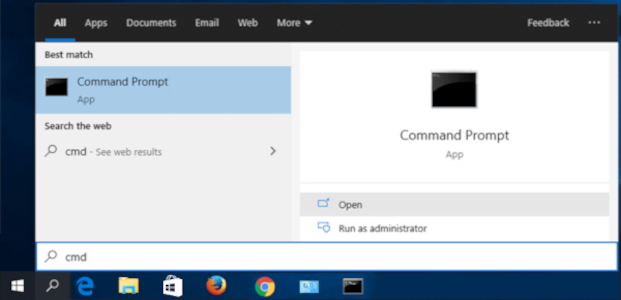 All Apps Documents Email Web More Feedback ...
Best match
Command Prompt
App
Search the web
cmd - See web results
Command Prompt
App
Open
Run as administrator
cmd